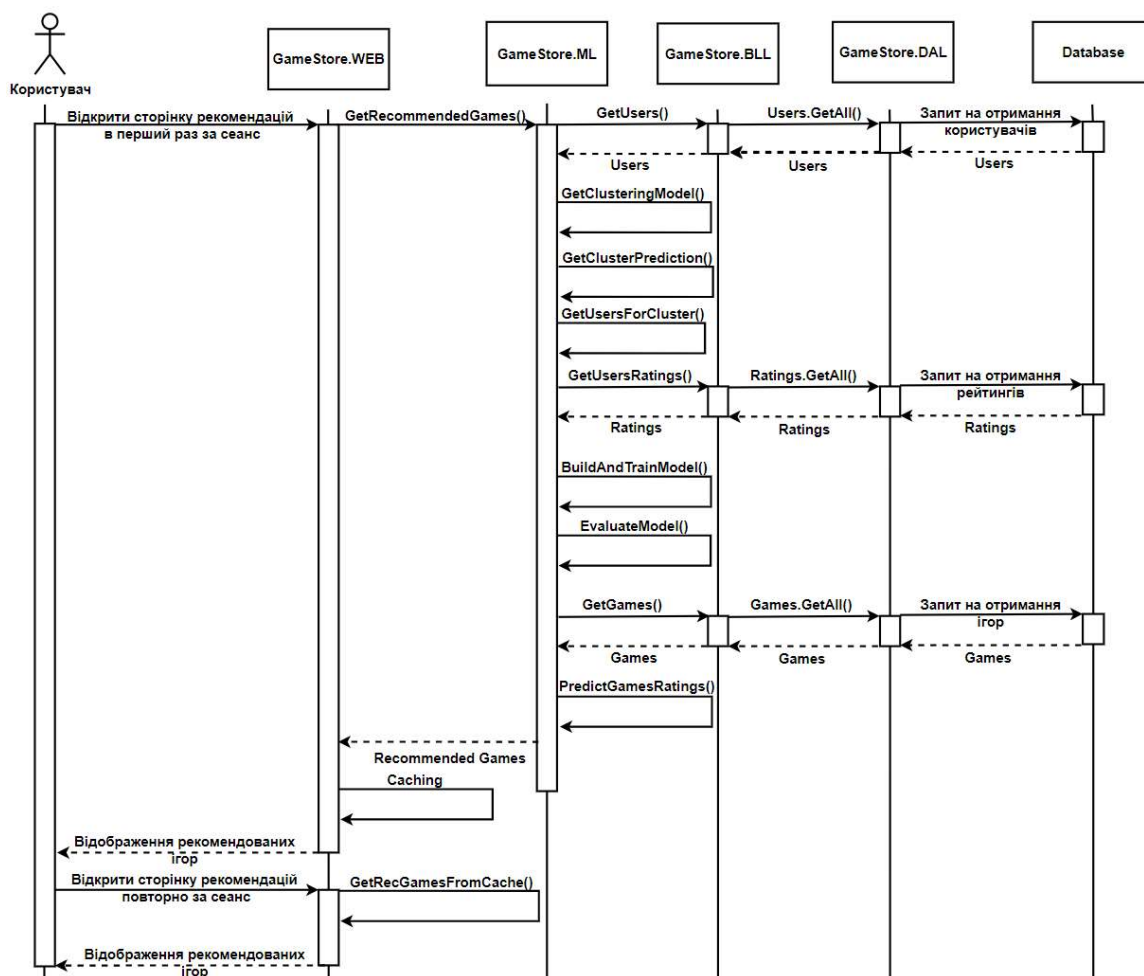 GameStore.WEB
GameStore.ML
GameStore.BLL
GameStore.DAL
Database
Користувач
Відкрити сторінку рекомендацій
в перший раз за сеанс
GetRecommendedGames()
GetUsers()
Users.GetAll()
Запит на отримання
користувачів
Users
Users
Users
GetClusteringModel()
GetClusterPrediction()
GetUsersForCluster()
GetUsersRatings()
Ratings.GetAll()
Запит на отримання
рейтингів
Ratings
Ratings
Ratings
BuildAndTrainModel()
EvaluateModel()
GetGames()
Games.GetAll()
Запит на отримання
ігор
Games
Games
Games
PredictGamesRatings()
Recommended Games
Caching
Відображення рекомендованих
ігор
Відкрити сторінку рекомендацій
повторно за сеанс
GetRecGamesFromCache()
Відображення рекомендованих
ігор